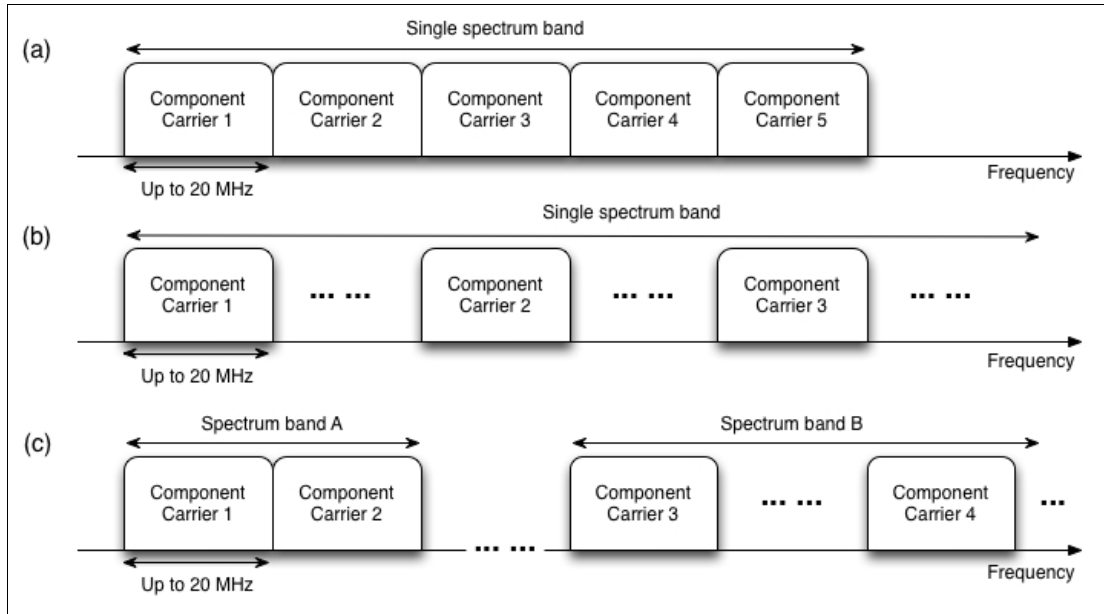 (a)
Single spectrum band
Component
Carrier 1
Component
Carrier 2
Component
Carrier 3
Component
Carrier 4
Component
Carrier 5
Up to 20 MHz
Frequency
(b)
Single spectrum band
Component
Carrier 1
... ...
Component
Carrier 2
... ...
Component
Carrier 3
... ...
Up to 20 MHz
Frequency
(c)
Spectrum band A
Spectrum band B
Component
Carrier 1
Component
Carrier 2
... ...
Component
Carrier 3
... ...
Component
Carrier 4
...
Up to 20 MHz
Frequency